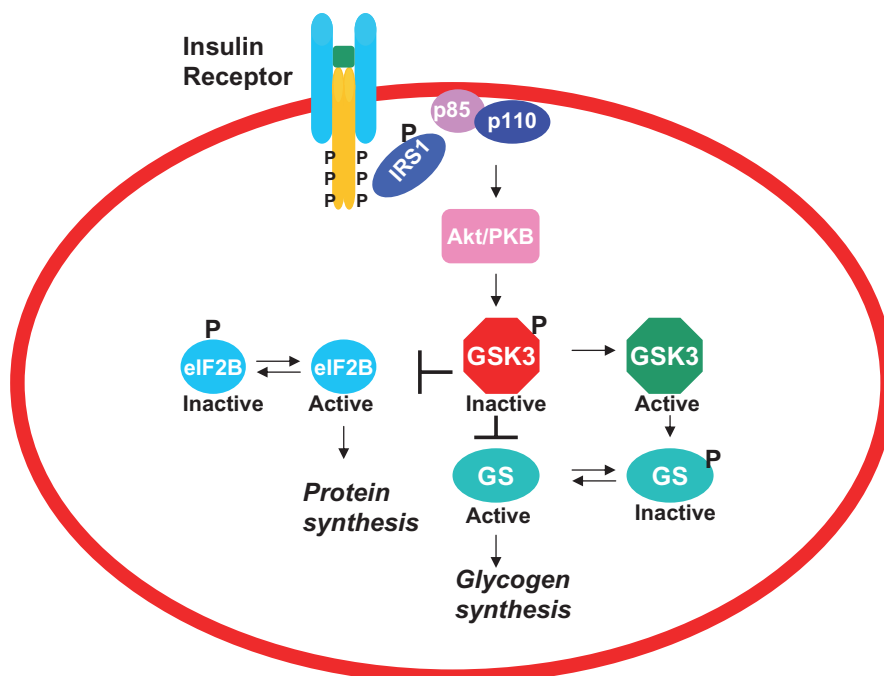 Insulin
Receptor
p85
p110
P
IRS1
P P
P P
P P
Akt/PKB
P
GSK3
Inactive
GSK3
Active
P
eIF2B
Inactive
eIF2B
Active
Protein
synthesis
GS
Active
P
GS
Inactive
Glycogen
synthesis